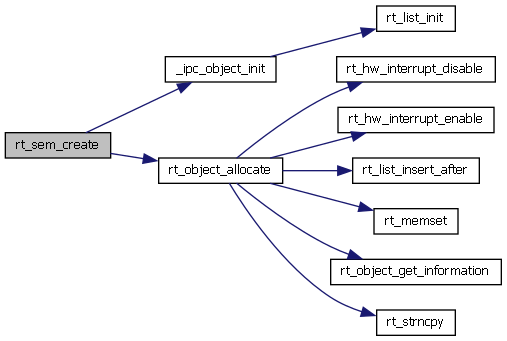 rt_list_init
_ipc_object_init
rt_hw_interrupt_disable
rt_hw_interrupt_enable
rt_sem_create
rt_object_allocate
rt_list_insert_after
rt_memset
rt_object_get_information
rt_strncpy